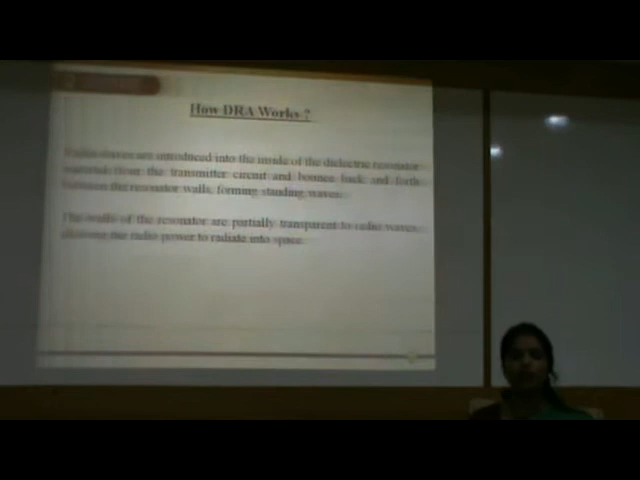 How DRA Works ?
Radio waves are introduced into the inside of the dielectric resonator
material from the transmitter circuit and bounce back and forth
between the resonator walls, forming standing waves.
The walls of the resonator are partially transparent to radio waves,
allowing the radio power to radiate into space.